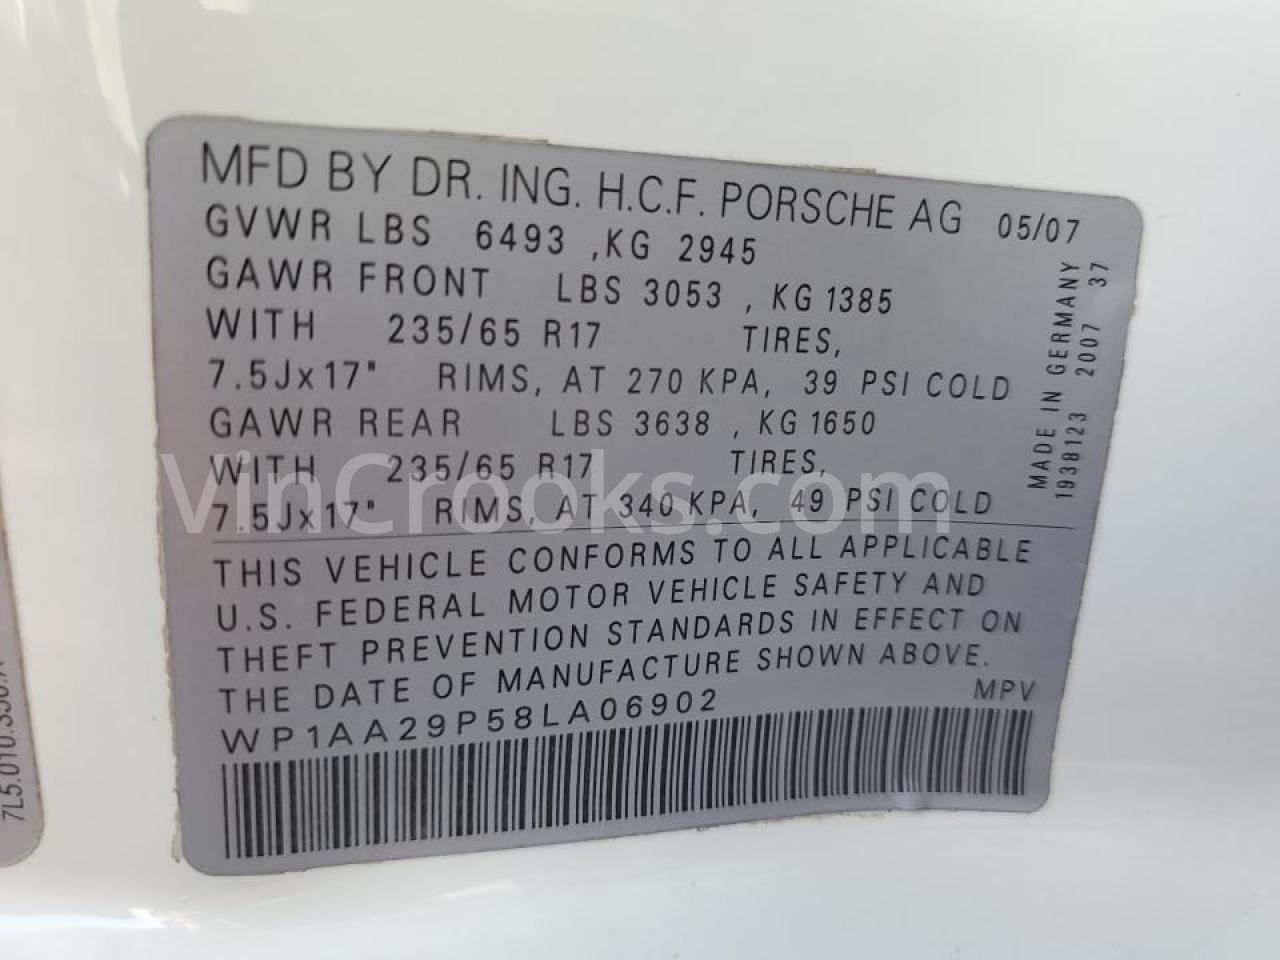 MFD BY DR. ING. H.C.F. PORSCHE AG 05/07
GVWR LBS 6493 ,KG 2945
GAWR FRONT LBS 3053 , KG 1385
WITH 235/65 R17 TIRES,
7.5Jx17" RIMS, AT 270 KPA, 39 PSI COLD
GAWR REAR LBS 3638 , KG 1650
WITH 235/65 R17 TIRES,
7.5Jx17" RIMS, AT 340 KPA, 49 PSI COLD
MADE IN GERMANY
1938123 2007 37
THIS VEHICLE CONFORMS TO ALL APPLICABLE
U.S. FEDERAL MOTOR VEHICLE SAFETY AND
THEFT PREVENTION STANDARDS IN EFFECT ON
THE DATE OF MANUFACTURE SHOWN ABOVE.
WP1AA29P58LA06902 MPV
VinCrooks.com